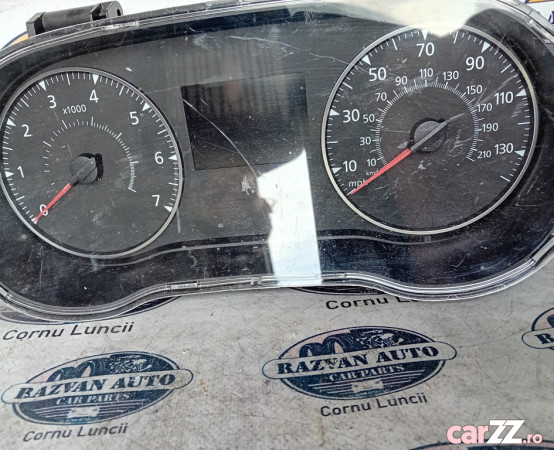 0
1
2
3
4
5
6
7
x1000
10
30
50
70
90
110
130
mph
10
30
50
70
90
110
130
150
170
190
210
Cornu Luncii
Cornu Luncii
RAZVAN AUTO
CAR PARTS
Cornu Luncii
RAZVAN AUTO
CAR PARTS
Cornu Luncii
carzz.ro